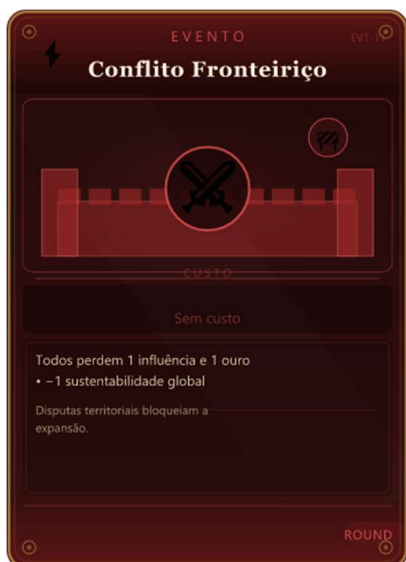 EVENTO
Conflito Fronteiriço
CUSTO
Sem custo
Todos perdem 1 influência e 1 ouro
• −1 sustentabilidade global
Disputas territoriais bloqueiam a
expansão.
ROUND